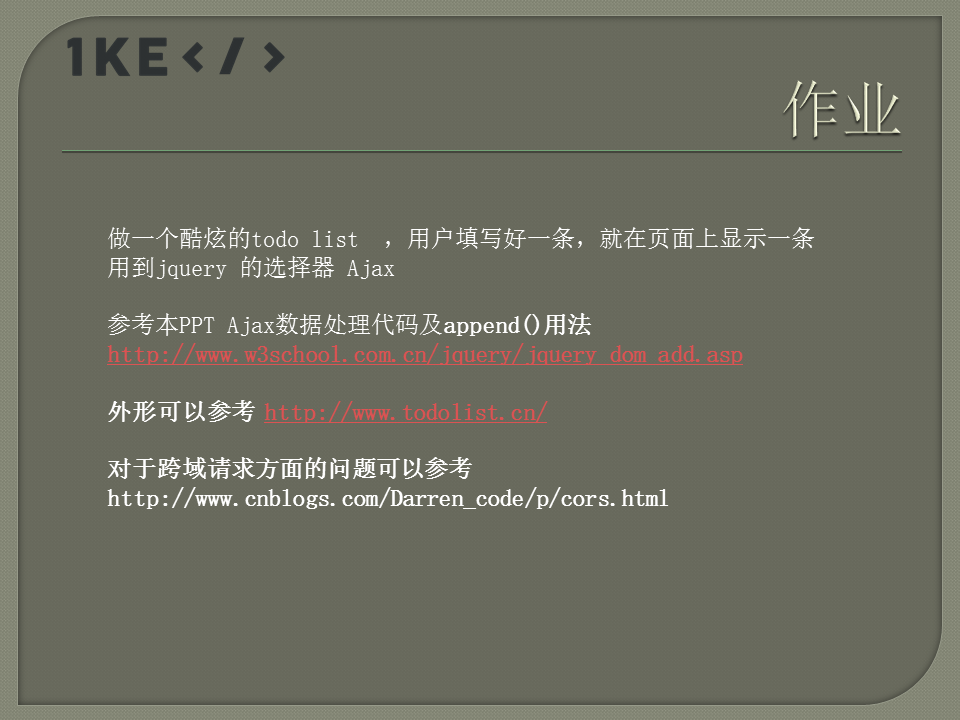 1KE</>
作业
做一个酷炫的todo list ，用户填写好一条，就在页面上显示一条
用到jquery 的选择器 Ajax
参考本PPT Ajax数据处理代码及append()用法
http://www.w3school.com.cn/jquery/jquery_dom_add.asp
外形可以参考 http://www.todolist.cn/
对于跨域请求方面的问题可以参考
http://www.cnblogs.com/Darren_code/p/cors.html